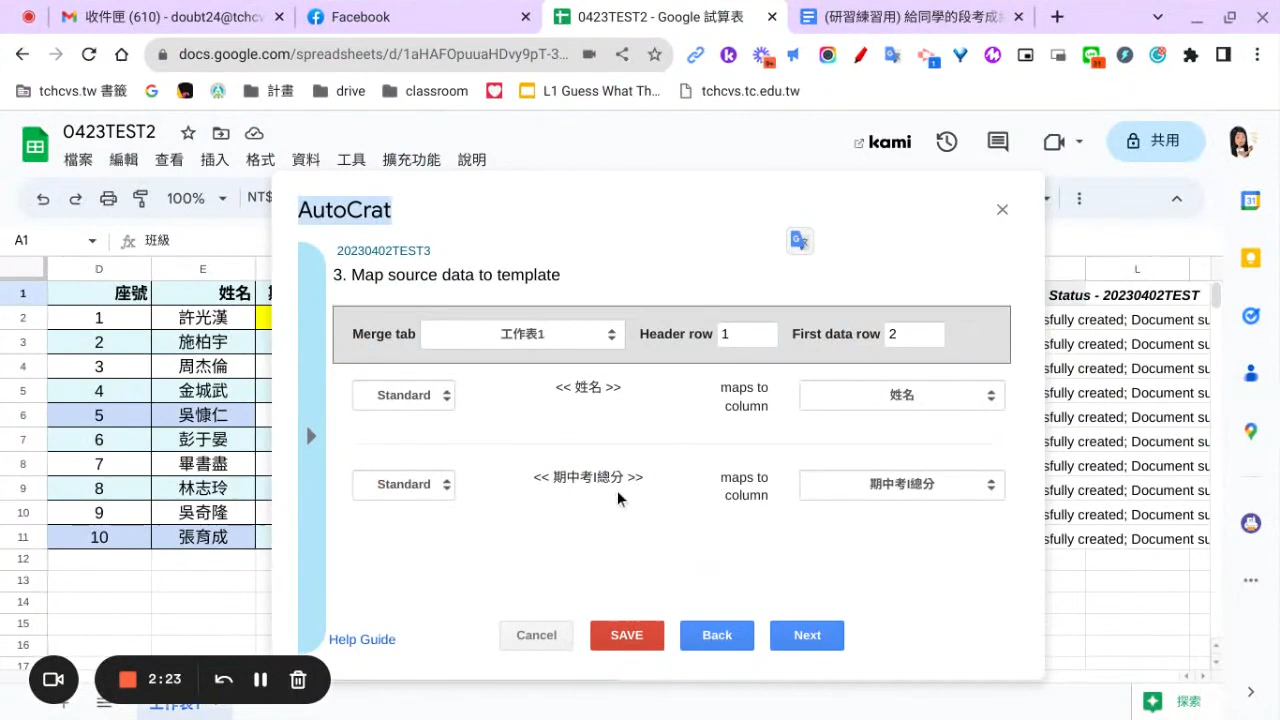 收件匣 (610) - doubt24@tchcv
Facebook
0423TEST2 - Google 試算表
(研習練習用) 給同學的段考成
docs.google.com/spreadsheets/d/1aHAFOpuuaHDvy9pT-3...
tchcvs.tw 書籤
計畫
drive
classroom
L1 Guess What Th...
tchcvs.tc.edu.tw
0423TEST2
kami
共用
檔案 編輯 查看 插入 格式 資料 工具 擴充功能 說明
100%
NT$
A1
班級
AutoCrat
20230402TEST3
3. Map source data to template
Merge tab
工作表1
Header row
1
First data row
2
Standard
<< 姓名 >>
maps to
column
姓名
Standard
<< 期中考I總分 >>
maps to
column
期中考I總分
Help Guide
Cancel
SAVE
Back
Next
D E L
1 座號 姓名 Status - 20230402TEST
2 1 許光漢 sfully created; Document su
3 2 施柏宇 sfully created; Document su
4 3 周杰倫 sfully created; Document su
5 4 金城武 sfully created; Document su
6 5 吳慷仁 sfully created; Document su
7 6 彭于晏 sfully created; Document su
8 7 畢書盡 sfully created; Document su
9 8 林志玲 sfully created; Document su
10 9 吳奇隆 sfully created; Document su
11 10 張育成 sfully created; Document su
12
13
14
15
16
17
2:23
工作表1
探索